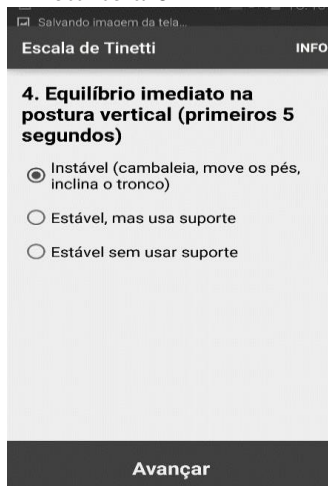 Salvando imagem da tela...
Escala de Tinetti INFO
4. Equilíbrio imediato na
postura vertical (primeiros 5
segundos)
Instável (cambaleia, move os pés,
inclina o tronco)
Estável, mas usa suporte
Estável sem usar suporte
Avançar